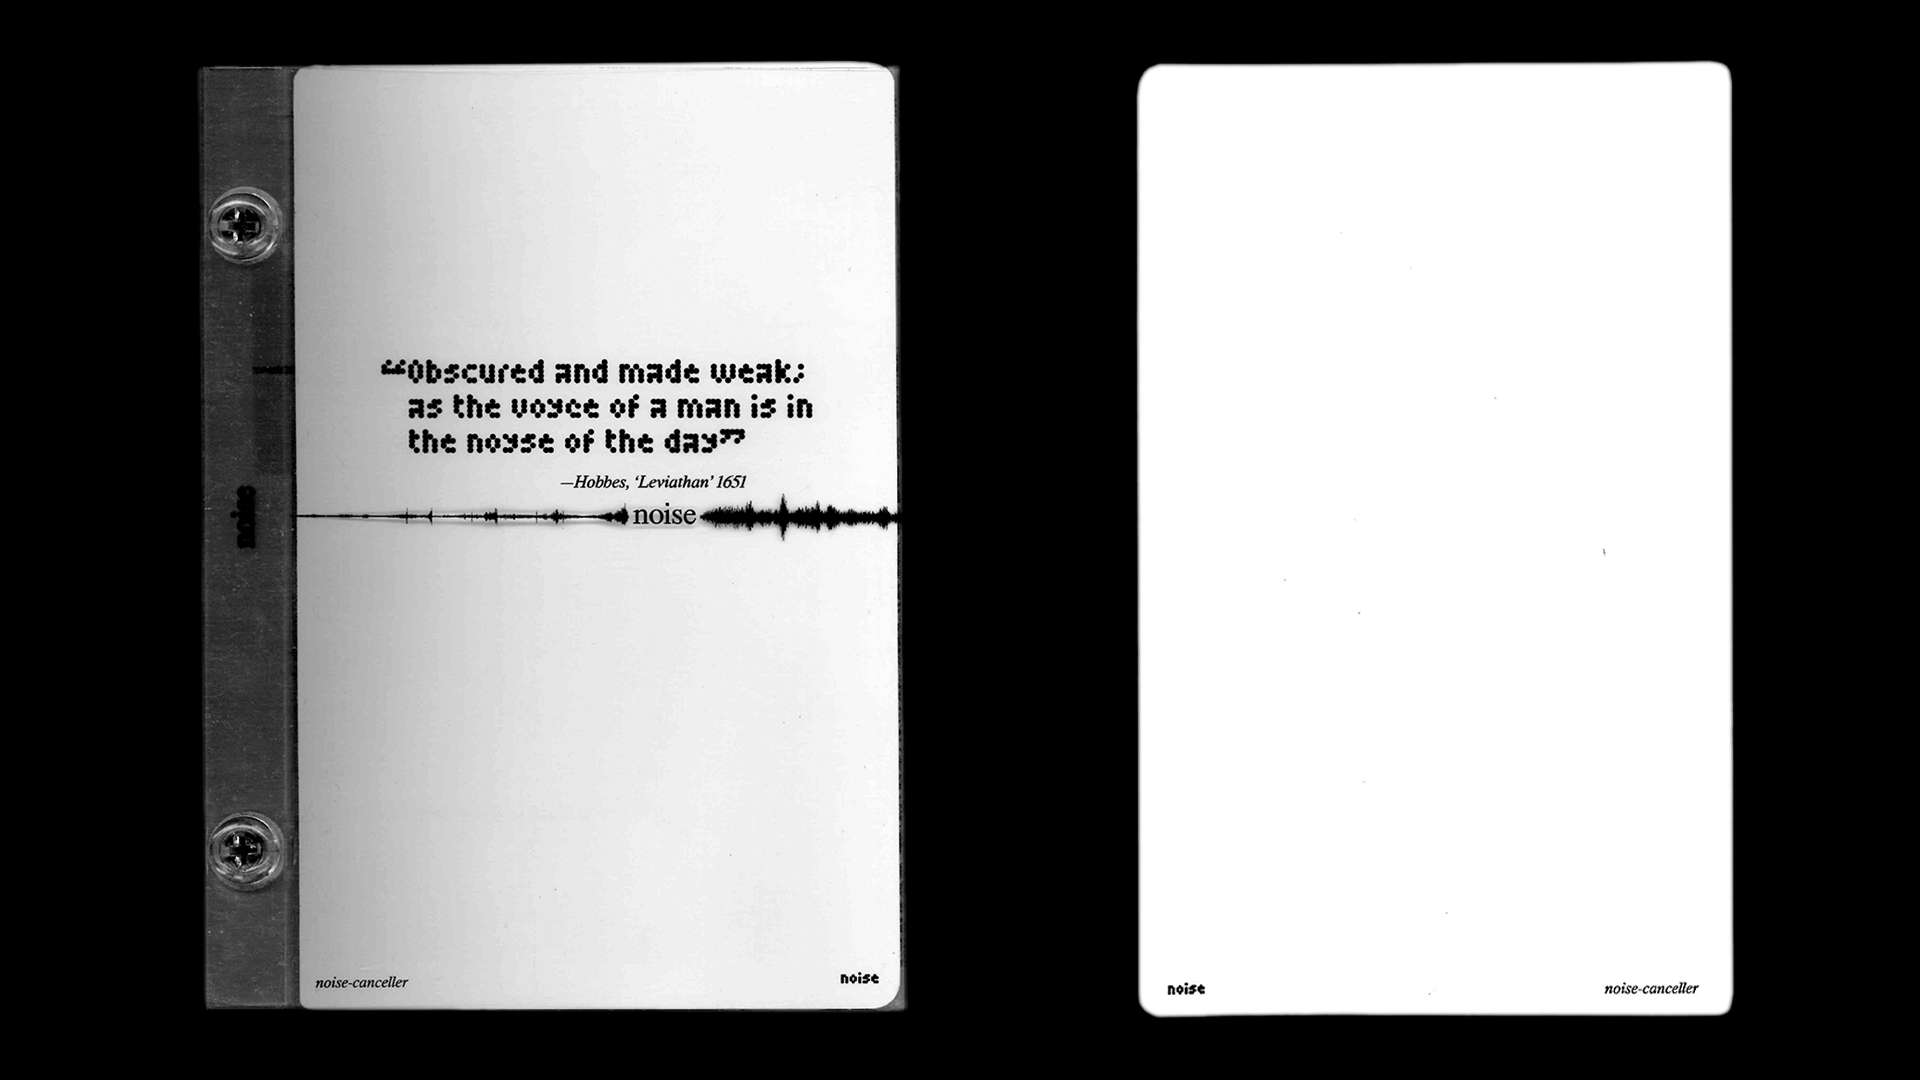 “Obscured and made weak;
as the voyce of a man is in
the noyse of the day”
—Hobbes, ‘Leviathan’ 1651
noise
noise
noise-canceller
noise
noise
noise-canceller